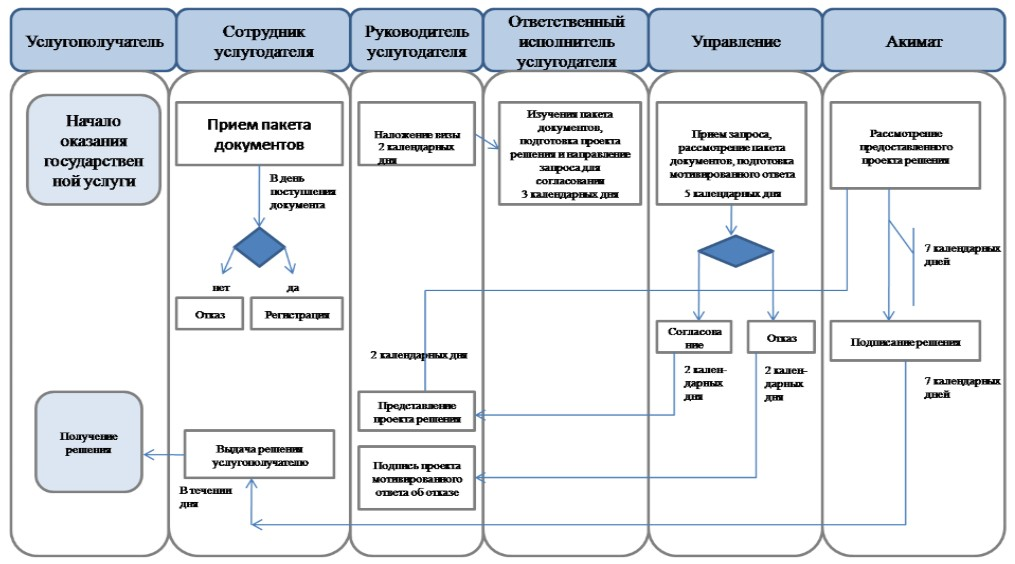 Услугополучатель
Сотрудник
услугодателя
Руководитель
услугодателя
Ответственный
исполнитель
услугодателя
Управление
Акимат
Начало
оказания
государствен
ной услуги
Прием пакета
документов
В день
поступления
документа
нет
да
Отказ
Регистрация
Выдача решения
услугополучателю
В течении
дня
Получение
решения
Наложение визы
2 календарных
дня
2 календарных дня
Представление
проекта решения
Подпись проекта
мотивированного
ответа об отказе
Изучения пакета
документов,
подготовка проекта
решения и направление
запроса для
согласования
3 календарных дня
Прием запроса,
рассмотрение пакета
документов, подготовка
мотивированного ответа
5 календарных дня
Согласова
ние
Отказ
2 кален-
дарных
дня
2 кален-
дарных
дня
Рассмотрение
предоставленного
проекта решения
7 календарных
дней
Подписание решения
7 календарных
дней